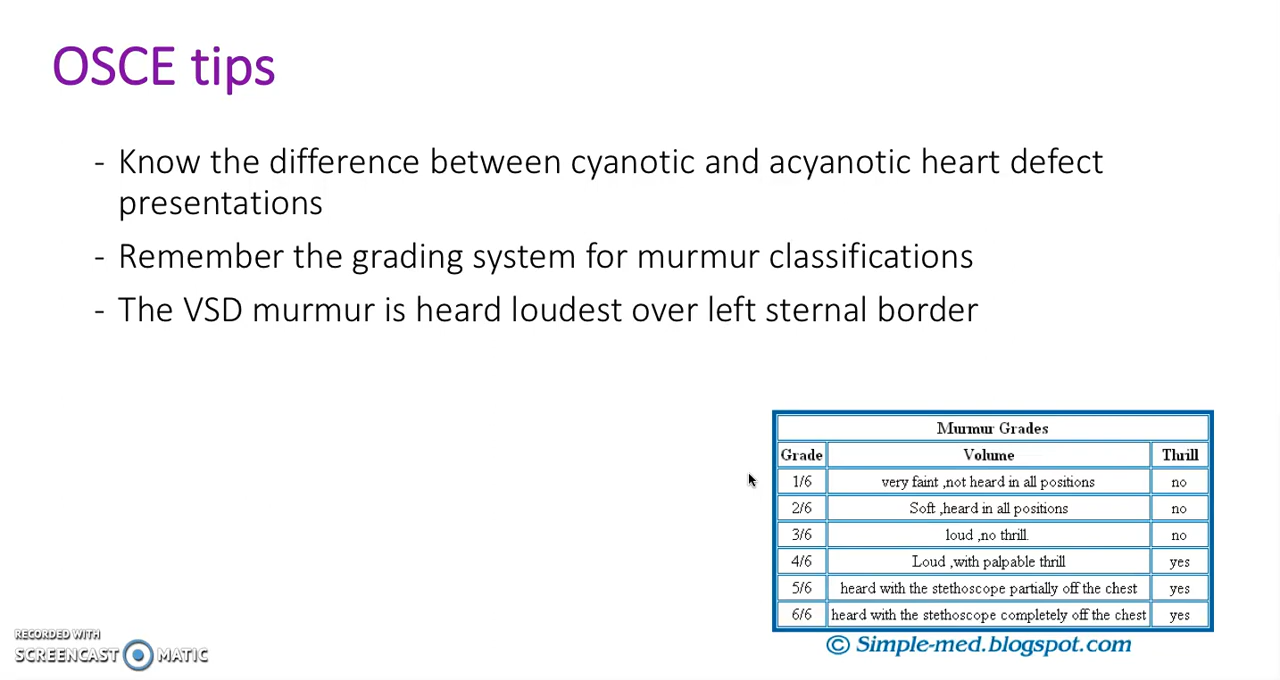 OSCE tips
- Know the difference between cyanotic and acyanotic heart defect
presentations
- Remember the grading system for murmur classifications
- The VSD murmur is heard loudest over left sternal border
Murmur Grades
Grade Volume Thrill
1/6 very faint ,not heard in all positions no
2/6 Soft ,heard in all positions no
3/6 loud ,no thrill. no
4/6 Loud ,with palpable thrill yes
5/6 heard with the stethoscope partially off the chest yes
6/6 heard with the stethoscope completely off the chest yes
© Simple-med.blogspot.com
RECORDED WITH
SCREENCAST MATIC